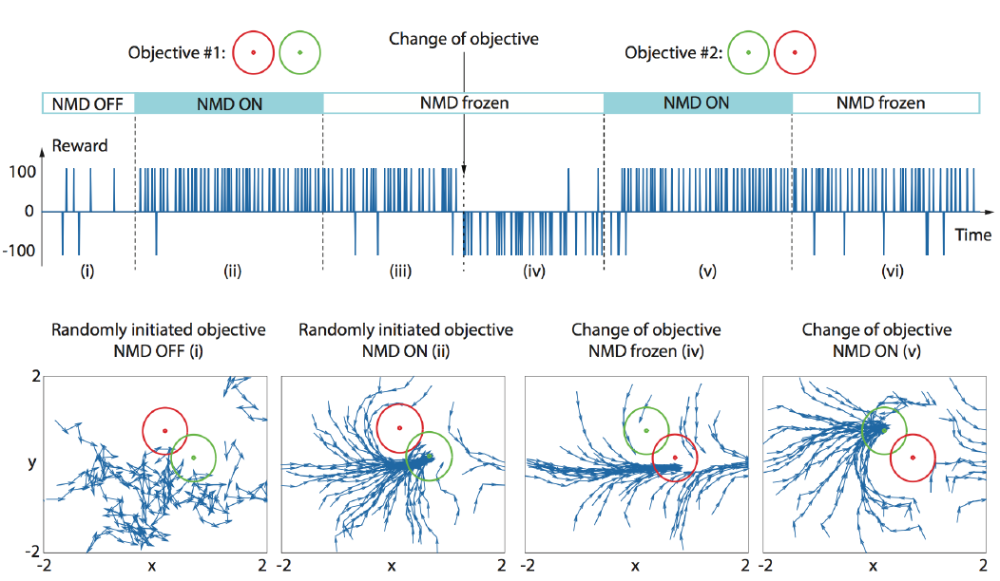 Change of objective
Objective #1:
Objective #2:
NMD OFF
NMD ON
NMD frozen
NMD ON
NMD frozen
Reward
100
0
-100
Time
(i)
(ii)
(iii)
(iv)
(v)
(vi)
Randomly initiated objective
NMD OFF (i)
Randomly initiated objective
NMD ON (ii)
Change of objective
NMD frozen (iv)
Change of objective
NMD ON (v)
2
y
-2
-2
x
2
-2
x
2
-2
x
2
-2
x
2